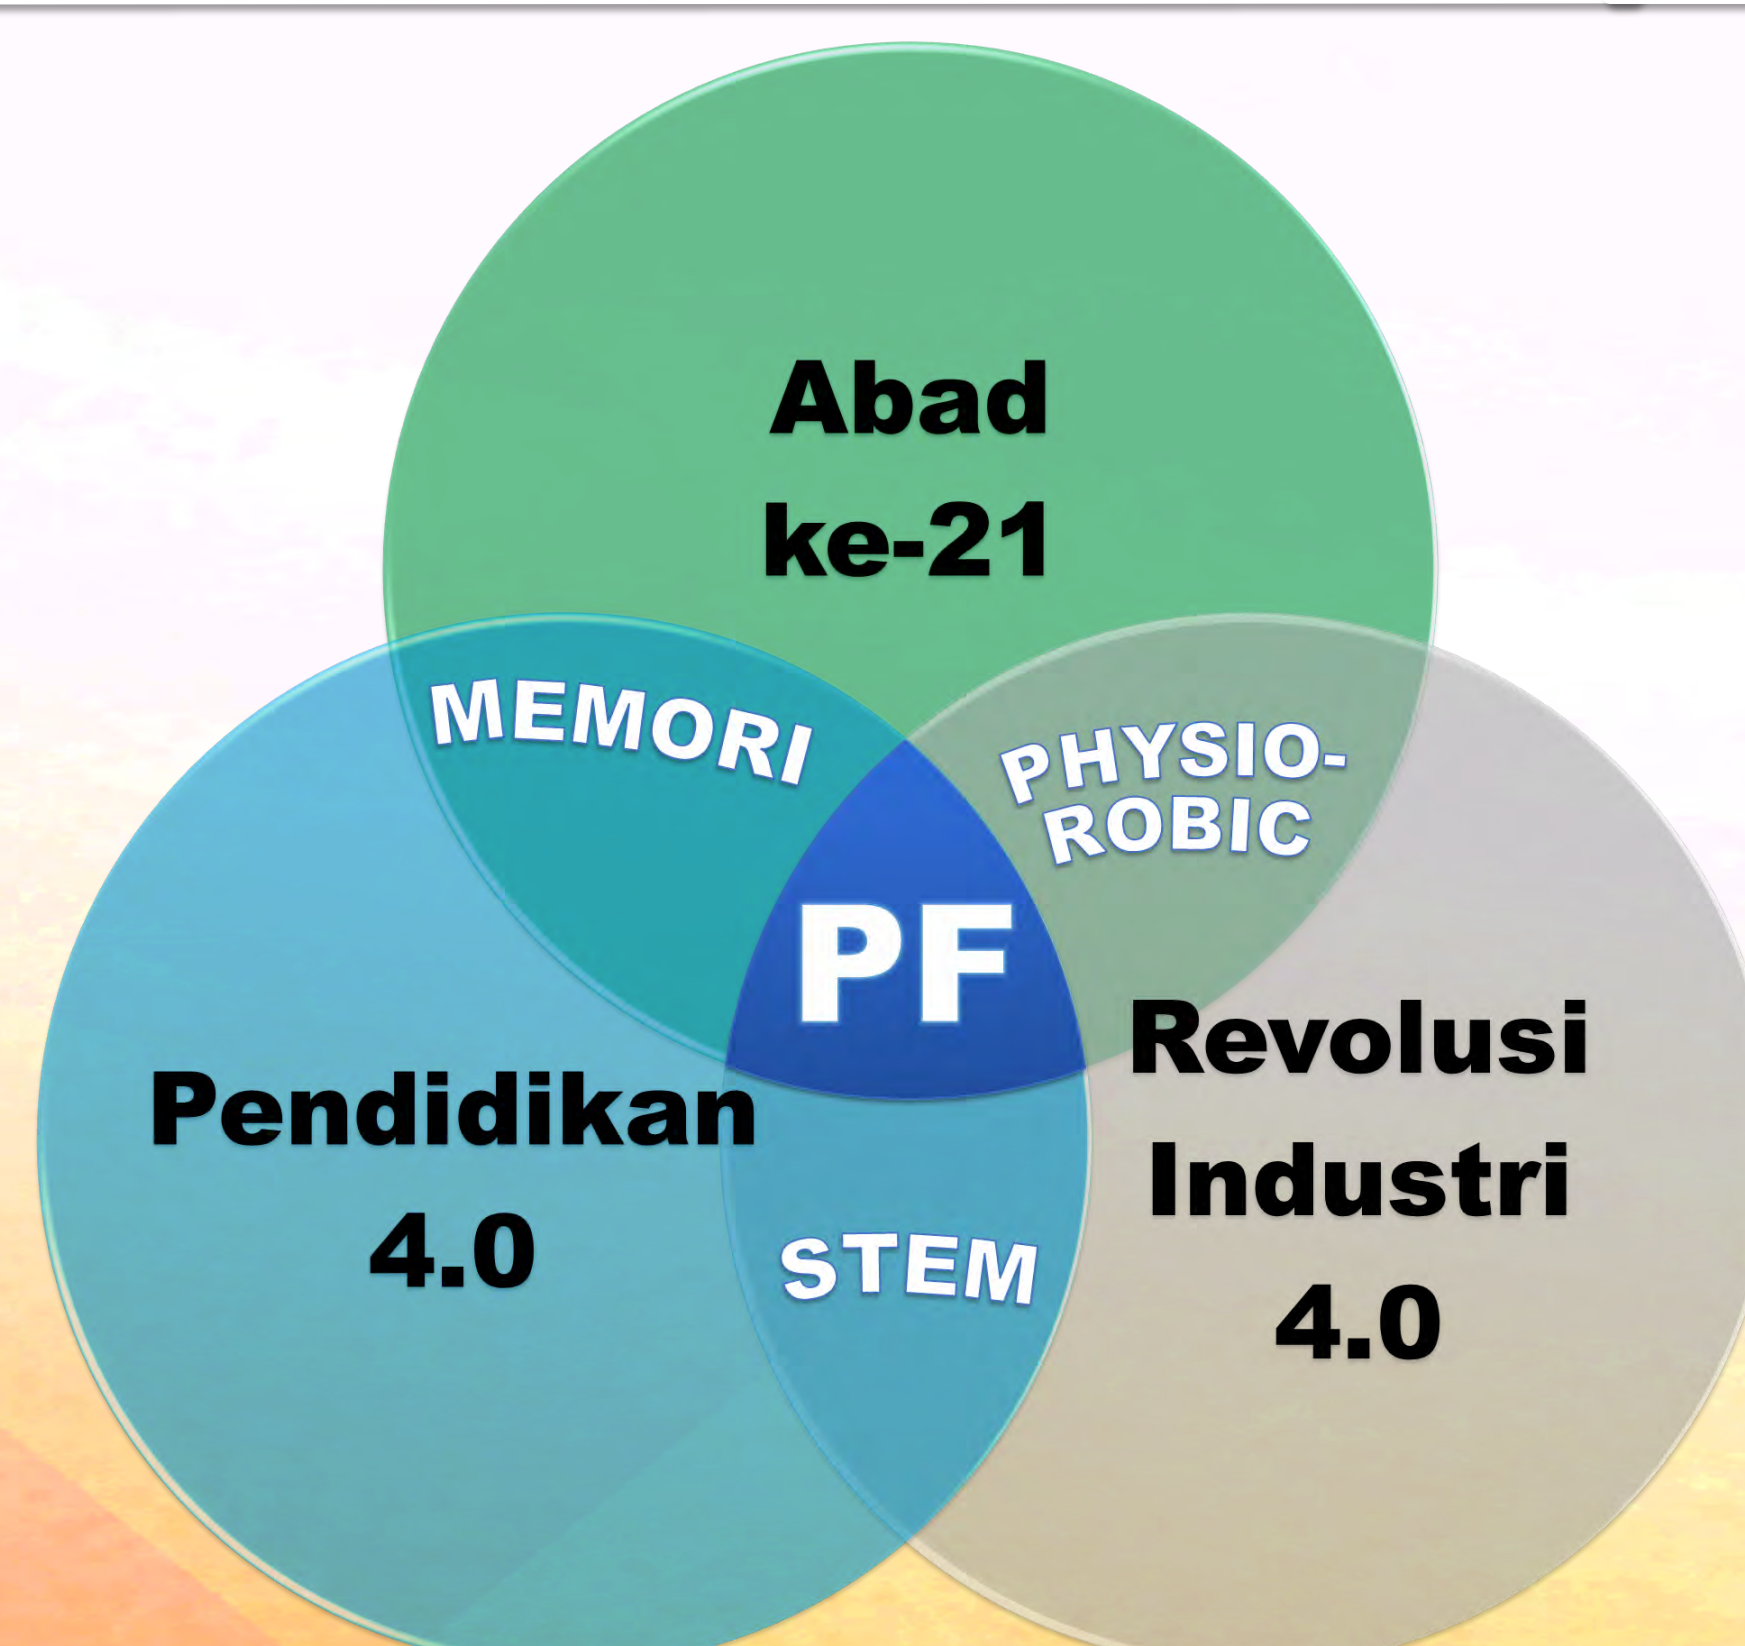 Abad
ke-21
MEMORI
PHYSIO-
ROBIC
PF
Pendidikan
4.0
Revolusi
Industri
4.0
STEM